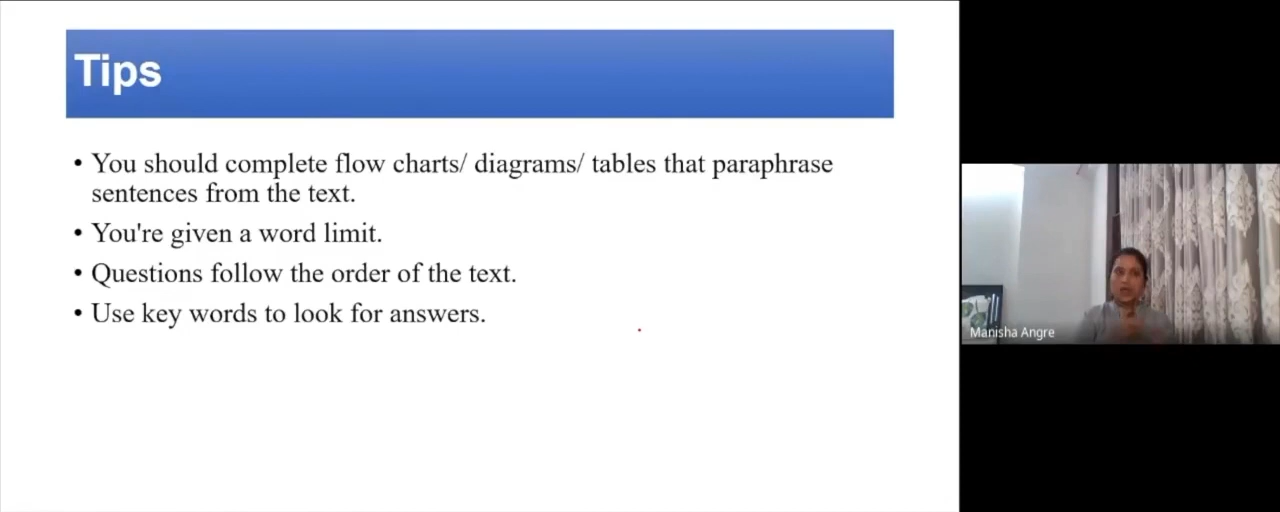 Tips
• You should complete flow charts/ diagrams/ tables that paraphrase
sentences from the text.
• You're given a word limit.
• Questions follow the order of the text.
• Use key words to look for answers.
Manisha Angre